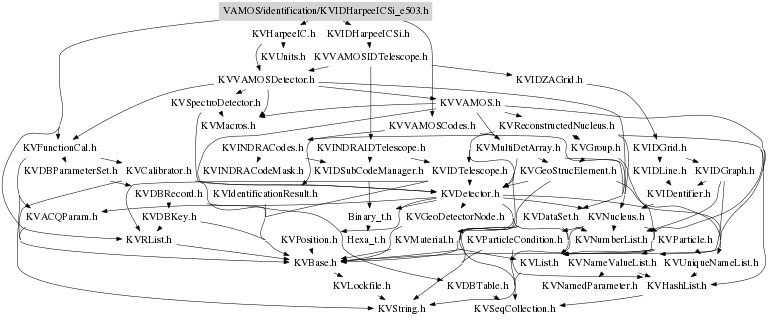 VAMOS/identification/KVIDHarpeeICSi_e503.h
KVHarpeeIC.h KVIDHarpeeICSi.h
KVUnits.h KVVAMOSIDTelescope.h
KVVAMOSDetector.h KVIDZAGrid.h
KVSpectroDetector.h KVVAMOS.h
KVMacros.h KVVAMOSCodes.h KVReconstructedNucleus.h
KVFunctionCal.h KVINDRACodes.h KVINDRAIDTelescope.h KVMultiDetArray.h KVGroup.h KVIDGrid.h
KVDBParameterSet.h KVCalibrator.h KVINDRACodeMask.h KVIDSubCodeManager.h KVIDTelescope.h KVGeoStrucElement.h KVIDLine.h KVIDGraph.h
KVDBRecord.h KVIdentificationResult.h KVDetector.h KVIDentifier.h
KVACQParam.h KVDBKey.h Binary_t.h KVGeoDetectorNode.h KVDataSet.h KVNucleus.h
KVRList.h KVPosition.h Hexa_t.h KVMaterial.h KVParticleCondition.h KVNumberList.h KVParticle.h
KVBase.h KVList.h KVNameValueList.h KVUniqueNameList.h
KVLockfile.h KVDBTable.h KVNamedParameter.h KVHashList.h
KVString.h KVSeqCollection.h